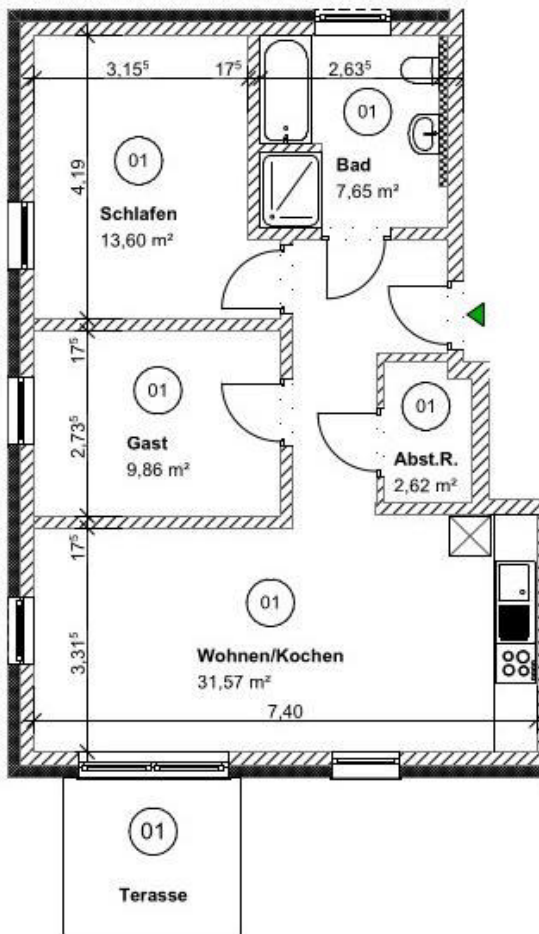 3,15⁵
17⁵
2,63⁵
01
Bad
7,65 m²
01
Schlafen
13,60 m²
4,19
17⁵
01
Gast
9,86 m²
2,73⁵
01
Abst.R.
2,62 m²
17⁵
01
Wohnen/Kochen
31,57 m²
3,31⁵
7,40
01
Terasse